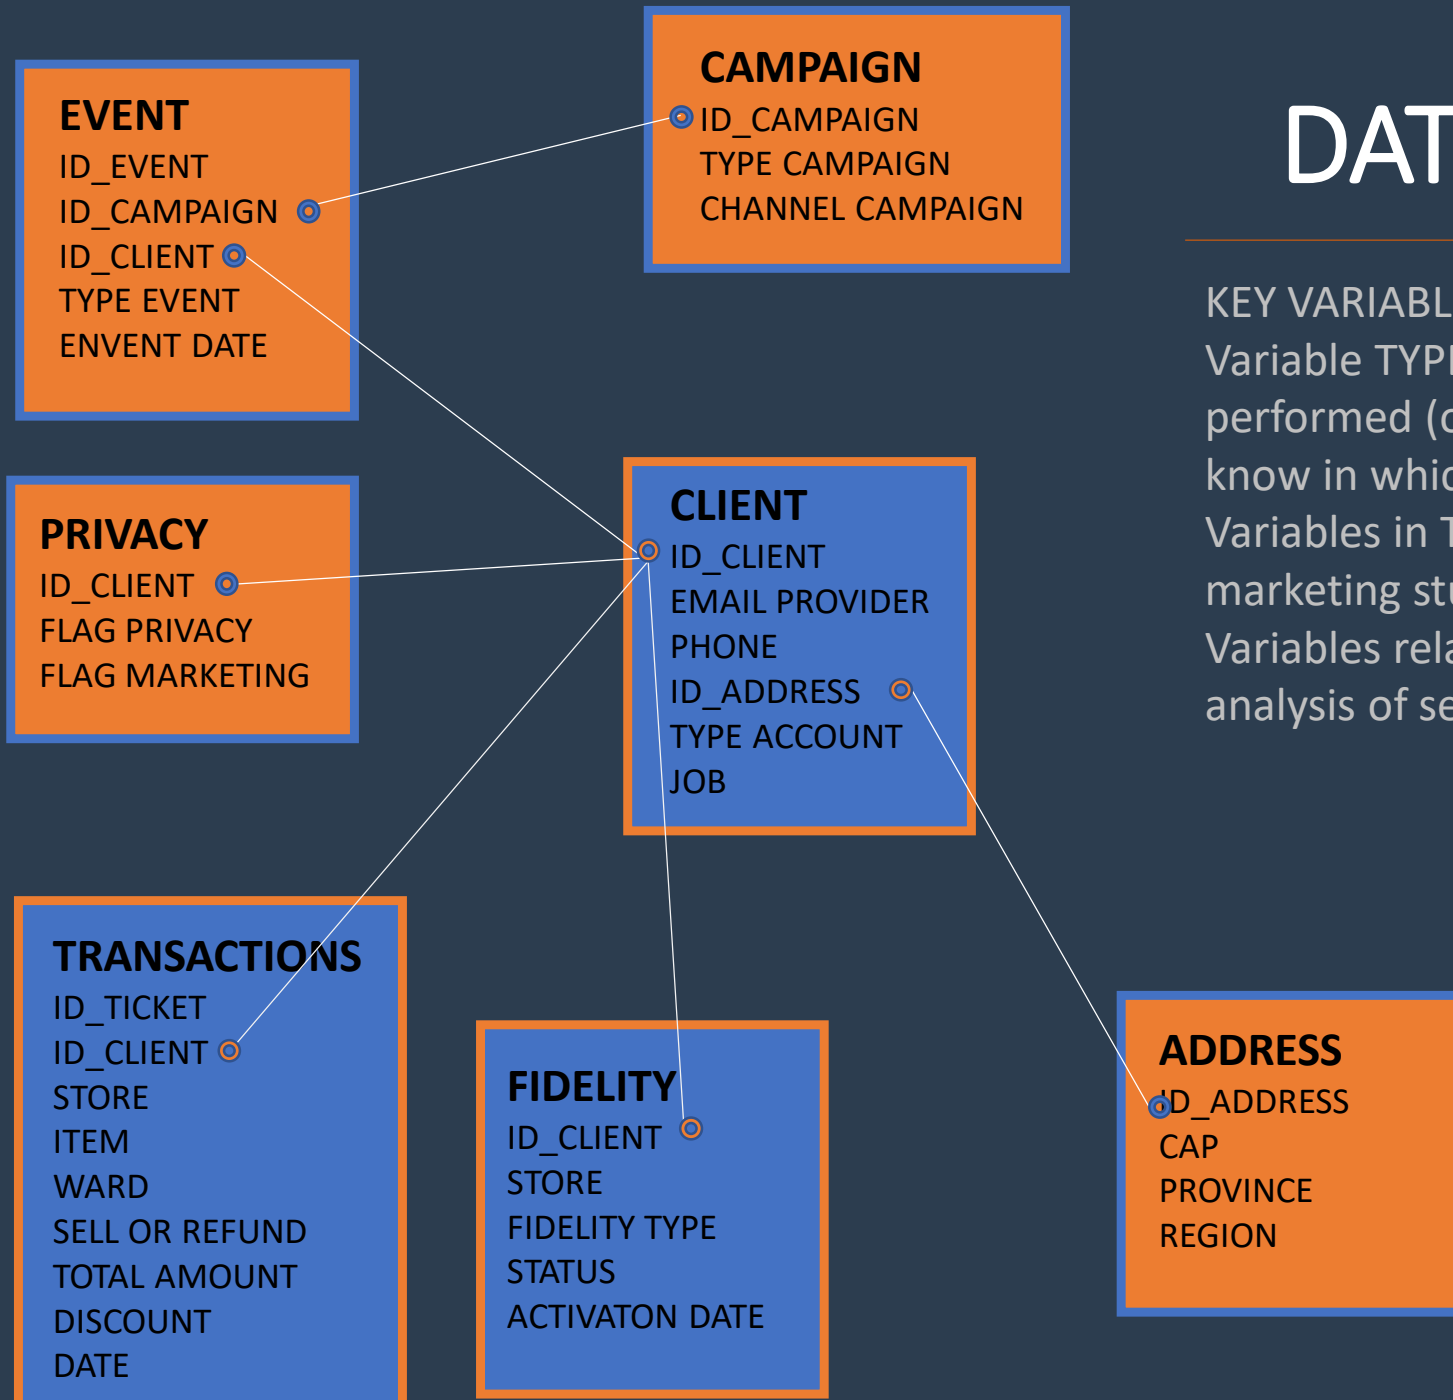 EVENT
ID_EVENT
ID_CAMPAIGN
ID_CLIENT
TYPE EVENT
ENVENT DATE
CAMPAIGN
ID_CAMPAIGN
TYPE CAMPAIGN
CHANNEL CAMPAIGN
PRIVACY
ID_CLIENT
FLAG PRIVACY
FLAG MARKETING
CLIENT
ID_CLIENT
EMAIL PROVIDER
PHONE
ID_ADDRESS
TYPE ACCOUNT
JOB
TRANSACTIONS
ID_TICKET
ID_CLIENT
STORE
ITEM
WARD
SELL OR REFUND
TOTAL AMOUNT
DISCOUNT
DATE
FIDELITY
ID_CLIENT
STORE
FIDELITY TYPE
STATUS
ACTIVATON DATE
ADDRESS
ID_ADDRESS
CAP
PROVINCE
REGION
DAT
KEY VARIABL
Variable TYP
performed (
know in whic
Variables in T
marketing stu
Variables rela
analysis of se